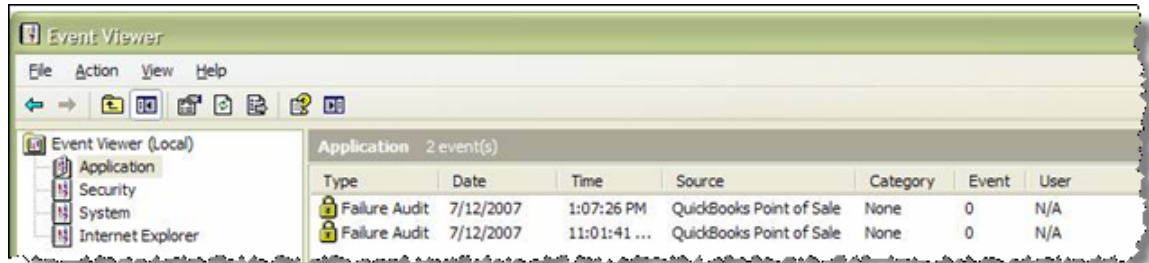 Event Viewer
File Action View Help
Event Viewer (Local)
Application
Security
System
Internet Explorer
Application 2 event(s)
Type Date Time Source Category Event User
Failure Audit 7/12/2007 1:07:26 PM QuickBooks Point of Sale None 0 N/A
Failure Audit 7/12/2007 11:01:41 ... QuickBooks Point of Sale None 0 N/A